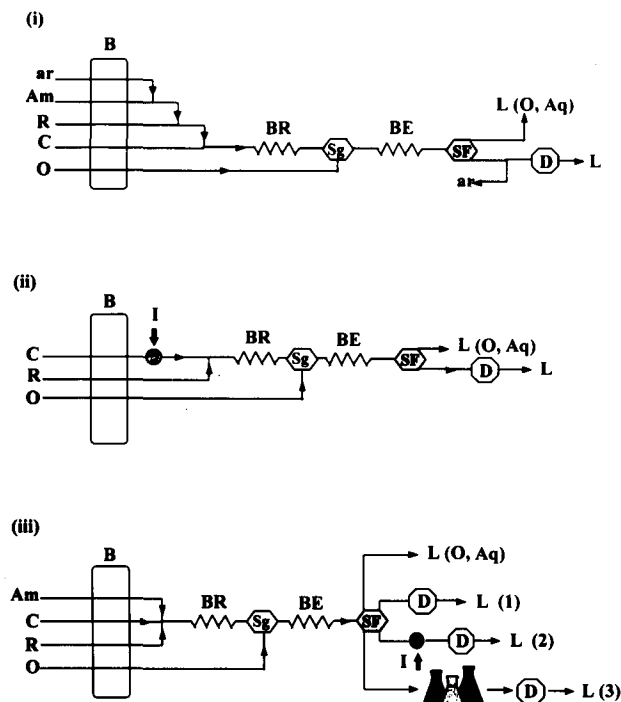 (i)
B
ar
Am
R
C
O
BR
Sg
BE
SF
L (O, Aq)
ar
D
L
(ii)
B
I
C
R
O
BR
Sg
BE
SF
L (O, Aq)
D
L
(iii)
B
Am
C
R
O
BR
Sg
BE
SF
L (O, Aq)
D
L (1)
I
D
L (2)
D
L (3)